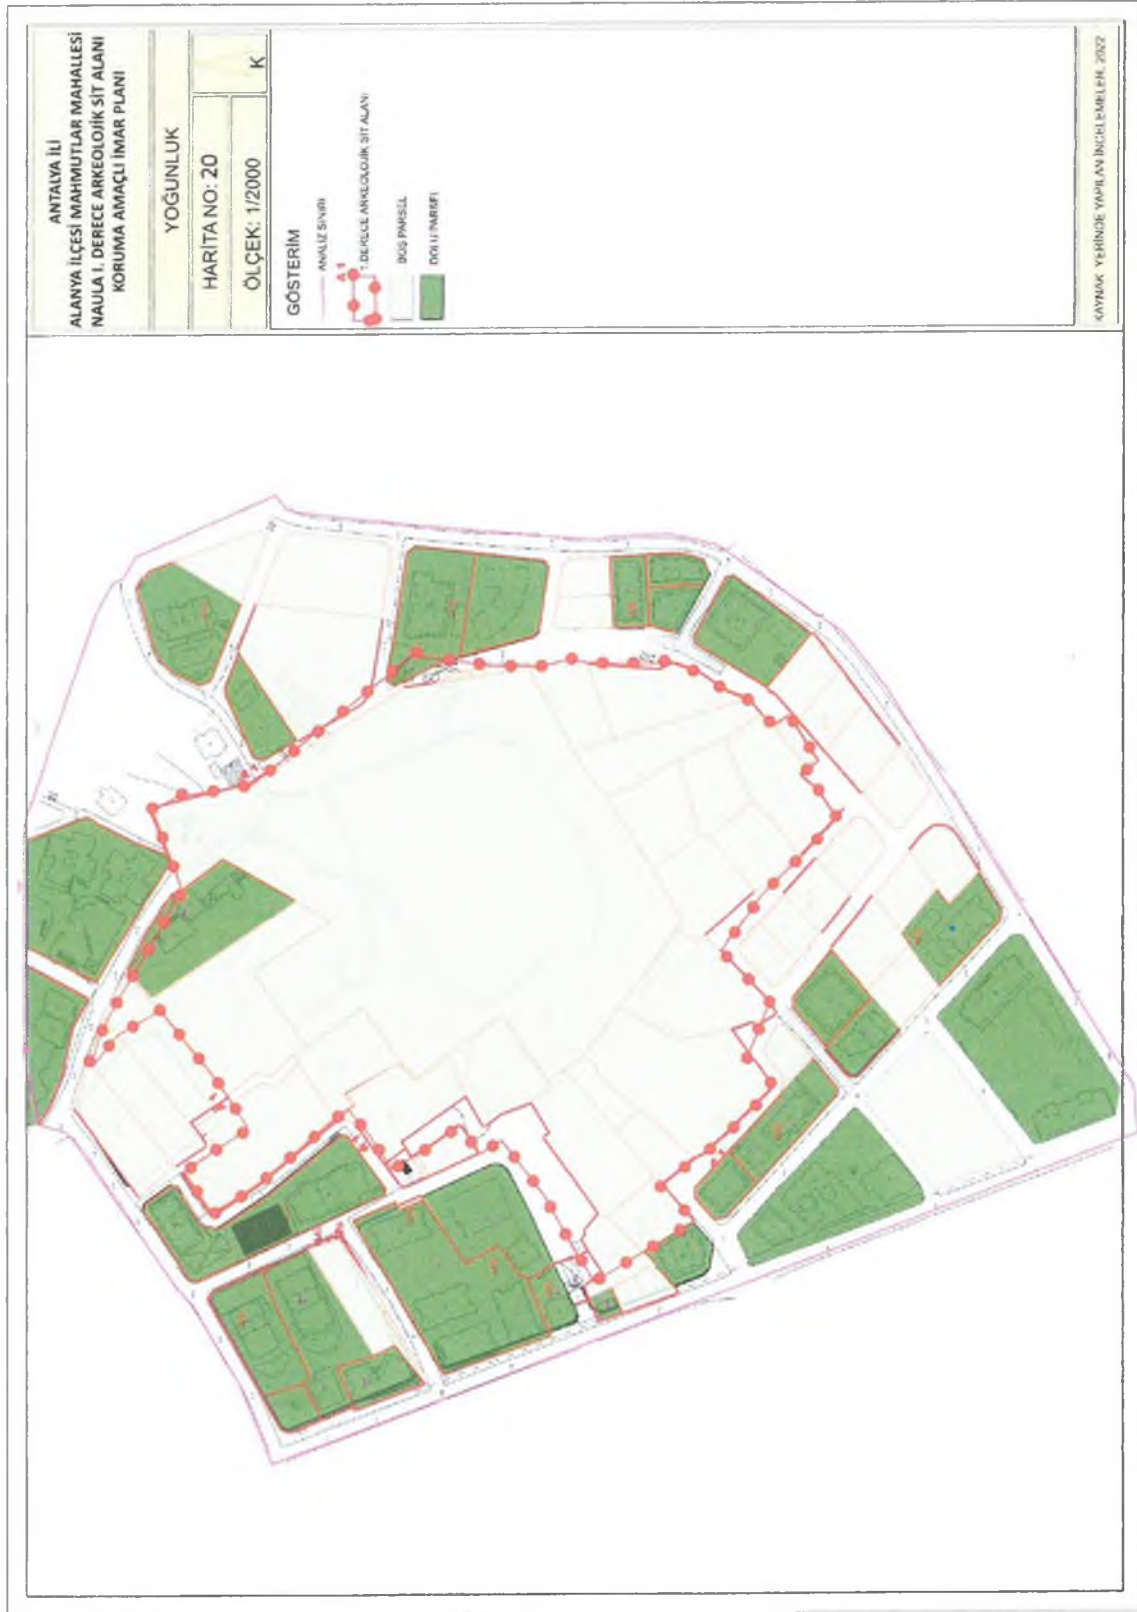 ANTALYA İLİ
ALANYA İLÇESİ MAHMUTLAR MAHALLESİ
NAULA I. DERECE ARKEOLOJİK SİT ALANI
KORUMA AMAÇLI İMAR PLANI
YOĞUNLUK
HARİTA NO: 20
ÖLÇEK: 1/2000
K
GÖSTERİM
ANALİZ SINIRI
1.DERECE ARKEOLOJİK SİT ALANI
BOŞ PARSEL
DOLU PARSEL
KAYNAK: YERİNDE YAPILAN İNCELEMELER, 2022